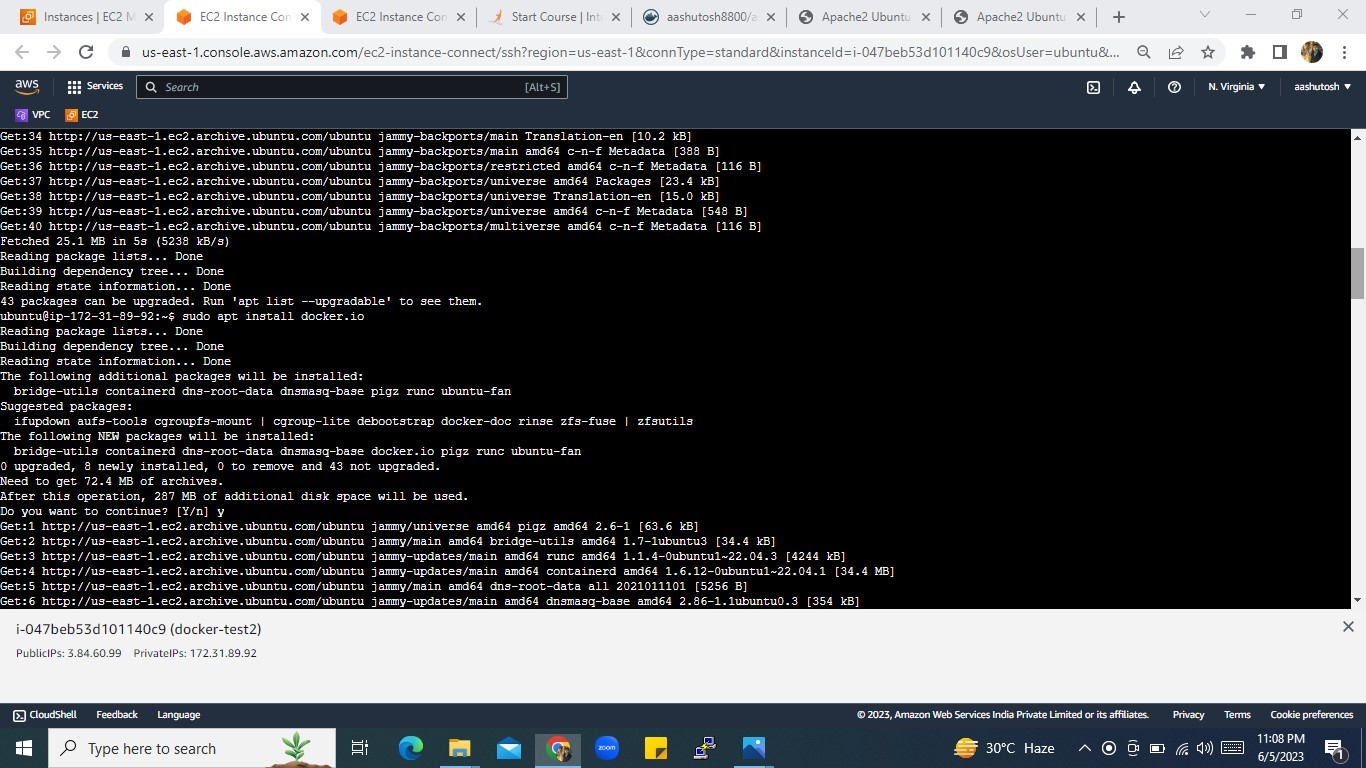 Instances | EC2 M
EC2 Instance Con
EC2 Instance Con
Start Course | Int
aashutosh8800/a
Apache2 Ubuntu
Apache2 Ubuntu
us-east-1.console.aws.amazon.com/ec2-instance-connect/ssh?region=us-east-1&connType=standard&instanceId=i-047beb53d101140c9&osUser=ubuntu&...
aws
Services
Search
[Alt+S]
N. Virginia
aashutosh
VPC
EC2
Get:34 http://us-east-1.ec2.archive.ubuntu.com/ubuntu jammy-backports/main Translation-en [10.2 kB]
Get:35 http://us-east-1.ec2.archive.ubuntu.com/ubuntu jammy-backports/main amd64 c-n-f Metadata [388 B]
Get:36 http://us-east-1.ec2.archive.ubuntu.com/ubuntu jammy-backports/restricted amd64 c-n-f Metadata [116 B]
Get:37 http://us-east-1.ec2.archive.ubuntu.com/ubuntu jammy-backports/universe amd64 Packages [23.4 kB]
Get:38 http://us-east-1.ec2.archive.ubuntu.com/ubuntu jammy-backports/universe Translation-en [15.0 kB]
Get:39 http://us-east-1.ec2.archive.ubuntu.com/ubuntu jammy-backports/universe amd64 c-n-f Metadata [548 B]
Get:40 http://us-east-1.ec2.archive.ubuntu.com/ubuntu jammy-backports/multiverse amd64 c-n-f Metadata [116 B]
Fetched 25.1 MB in 5s (5238 kB/s)
Reading package lists... Done
Building dependency tree... Done
Reading state information... Done
43 packages can be upgraded. Run 'apt list --upgradable' to see them.
ubuntu@ip-172-31-89-92:~$ sudo apt install docker.io
Reading package lists... Done
Building dependency tree... Done
Reading state information... Done
The following additional packages will be installed:
bridge-utils containerd dns-root-data dnsmasq-base pigz runc ubuntu-fan
Suggested packages:
ifupdown aufs-tools cgroupfs-mount | cgroup-lite debootstrap docker-doc rinse zfs-fuse | zfsutils
The following NEW packages will be installed:
bridge-utils containerd dns-root-data dnsmasq-base docker.io pigz runc ubuntu-fan
0 upgraded, 8 newly installed, 0 to remove and 43 not upgraded.
Need to get 72.4 MB of archives.
After this operation, 287 MB of additional disk space will be used.
Do you want to continue? [Y/n] y
Get:1 http://us-east-1.ec2.archive.ubuntu.com/ubuntu jammy/universe amd64 pigz amd64 2.6-1 [63.6 kB]
Get:2 http://us-east-1.ec2.archive.ubuntu.com/ubuntu jammy/main amd64 bridge-utils amd64 1.7-1ubuntu3 [34.4 kB]
Get:3 http://us-east-1.ec2.archive.ubuntu.com/ubuntu jammy-updates/main amd64 runc amd64 1.1.4-0ubuntu1~22.04.3 [4244 kB]
Get:4 http://us-east-1.ec2.archive.ubuntu.com/ubuntu jammy-updates/main amd64 containerd amd64 1.6.12-0ubuntu1~22.04.1 [34.4 MB]
Get:5 http://us-east-1.ec2.archive.ubuntu.com/ubuntu jammy/main amd64 dns-root-data all 2021011101 [5256 B]
Get:6 http://us-east-1.ec2.archive.ubuntu.com/ubuntu jammy-updates/main amd64 dnsmasq-base amd64 2.86-1.1ubuntu0.3 [354 kB]
i-047beb53d101140c9 (docker-test2)
PublicIPs: 3.84.60.99 PrivateIPs: 172.31.89.92
CloudShell
Feedback
Language
© 2023, Amazon Web Services India Private Limited or its affiliates.
Privacy
Terms
Cookie preferences
Type here to search
zoom
30°C Haze
11:08 PM
6/5/2023
1